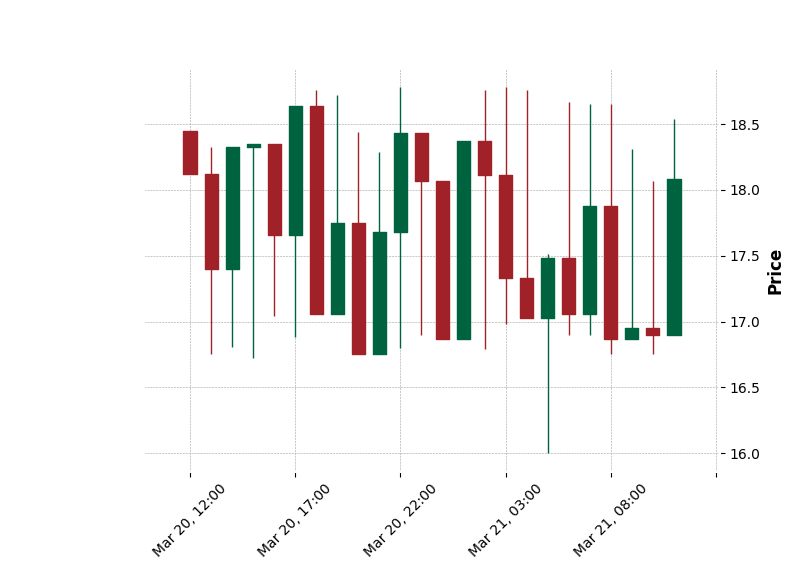 18.5
18.0
17.5
17.0
16.5
16.0
Price
Mar 20, 12:00
Mar 20, 17:00
Mar 20, 22:00
Mar 21, 03:00
Mar 21, 08:00